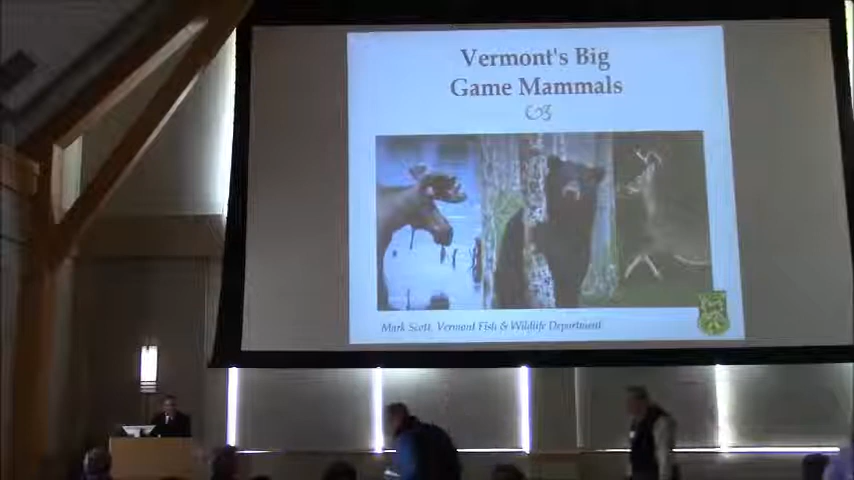 Vermont's Big
Game Mammals
Mark Scott, Vermont Fish & Wildlife Department